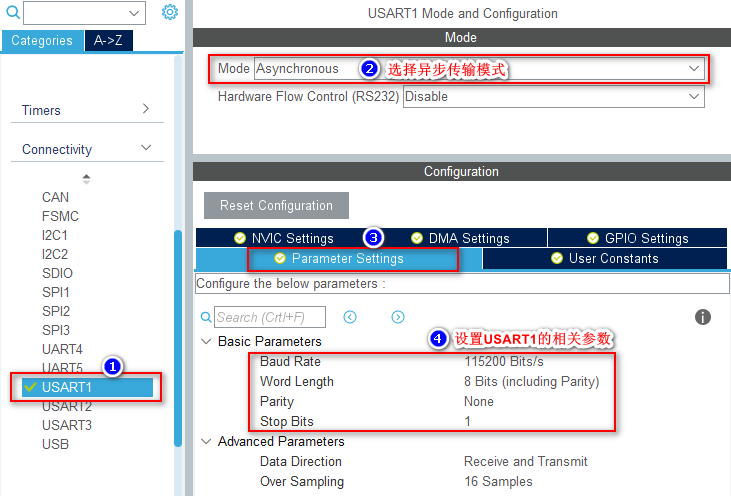 Categories
A->Z
Timers
Connectivity
CAN
FSMC
I2C1
I2C2
SDIO
SPI1
SPI2
SPI3
UART4
UART5
1
USART1
USART2
USART3
USB
USART1 Mode and Configuration
Mode
Mode Asynchronous
2 选择异步传输模式
Hardware Flow Control (RS232) Disable
Configuration
Reset Configuration
NVIC Settings
3
DMA Settings
GPIO Settings
Parameter Settings
User Constants
Configure the below parameters :
Search (Crtl+F)
4 设置USART1的相关参数
Basic Parameters
Baud Rate 115200 Bits/s
Word Length 8 Bits (including Parity)
Parity None
Stop Bits 1
Advanced Parameters
Data Direction Receive and Transmit
Over Sampling 16 Samples